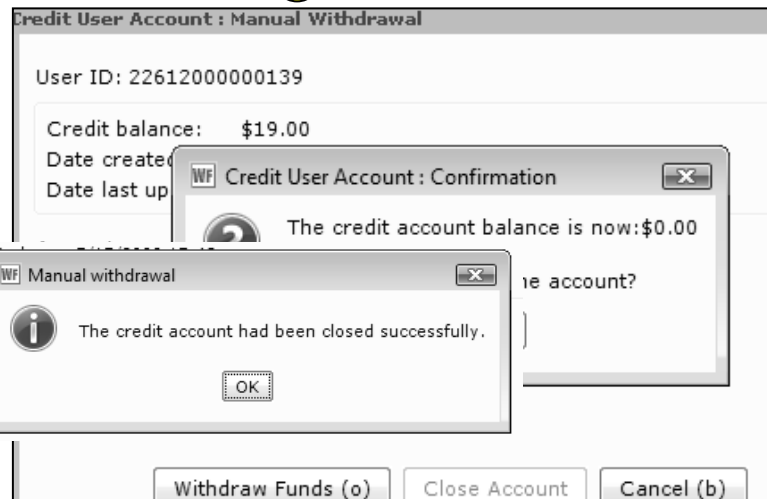 Credit User Account : Manual Withdrawal
User ID: 22612000000139
Credit balance: $19.00
Date created
Date last up
WF Credit User Account : Confirmation
The credit account balance is now:$0.00
account?
WF Manual withdrawal
The credit account had been closed successfully.
OK
Withdraw Funds (o)
Close Account
Cancel (b)